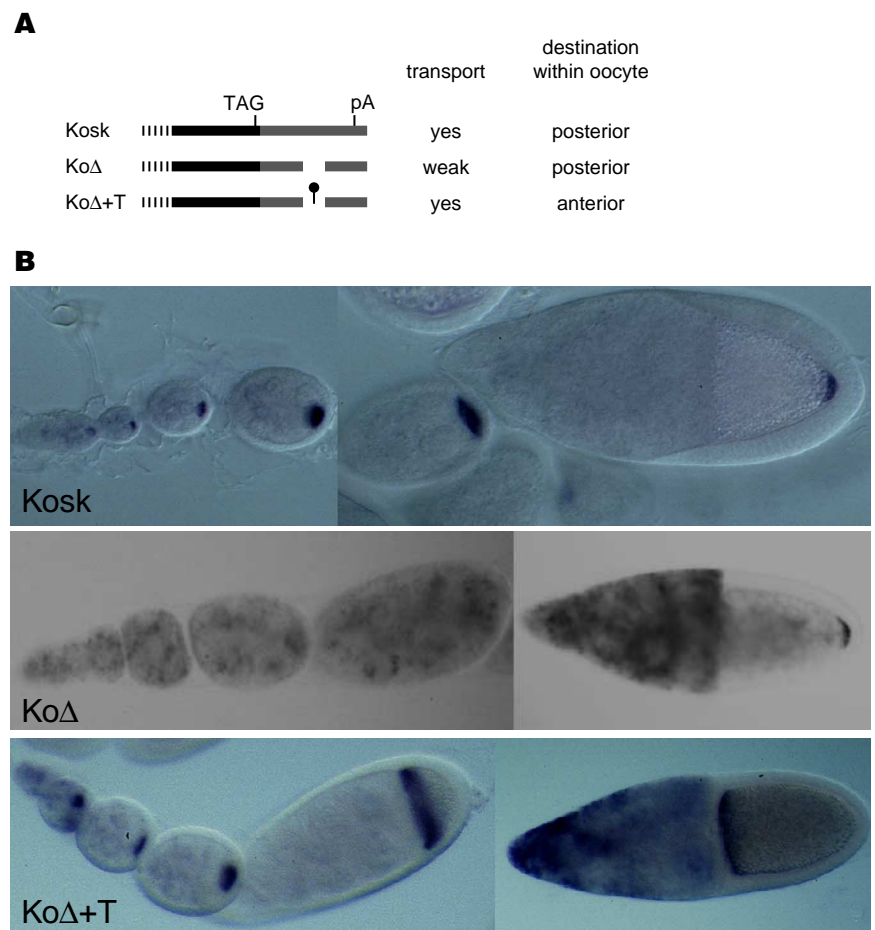 A
transport
destination
within oocyte
TAG
pA
Kosk
yes
posterior
KoΔ
weak
posterior
KoΔ+T
yes
anterior
B
Kosk
KoΔ
KoΔ+T